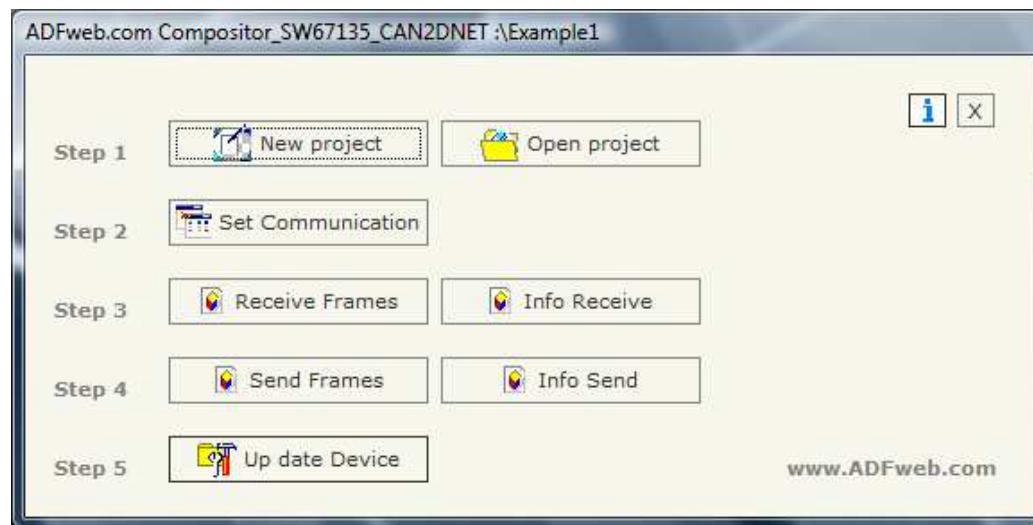 ADFweb.com Compositor_SW67135_CAN2DNET :\Example1
i X
Step 1 New project Open project
Step 2 Set Communication
Step 3 Receive Frames Info Receive
Step 4 Send Frames Info Send
Step 5 Up date Device www.ADFweb.com